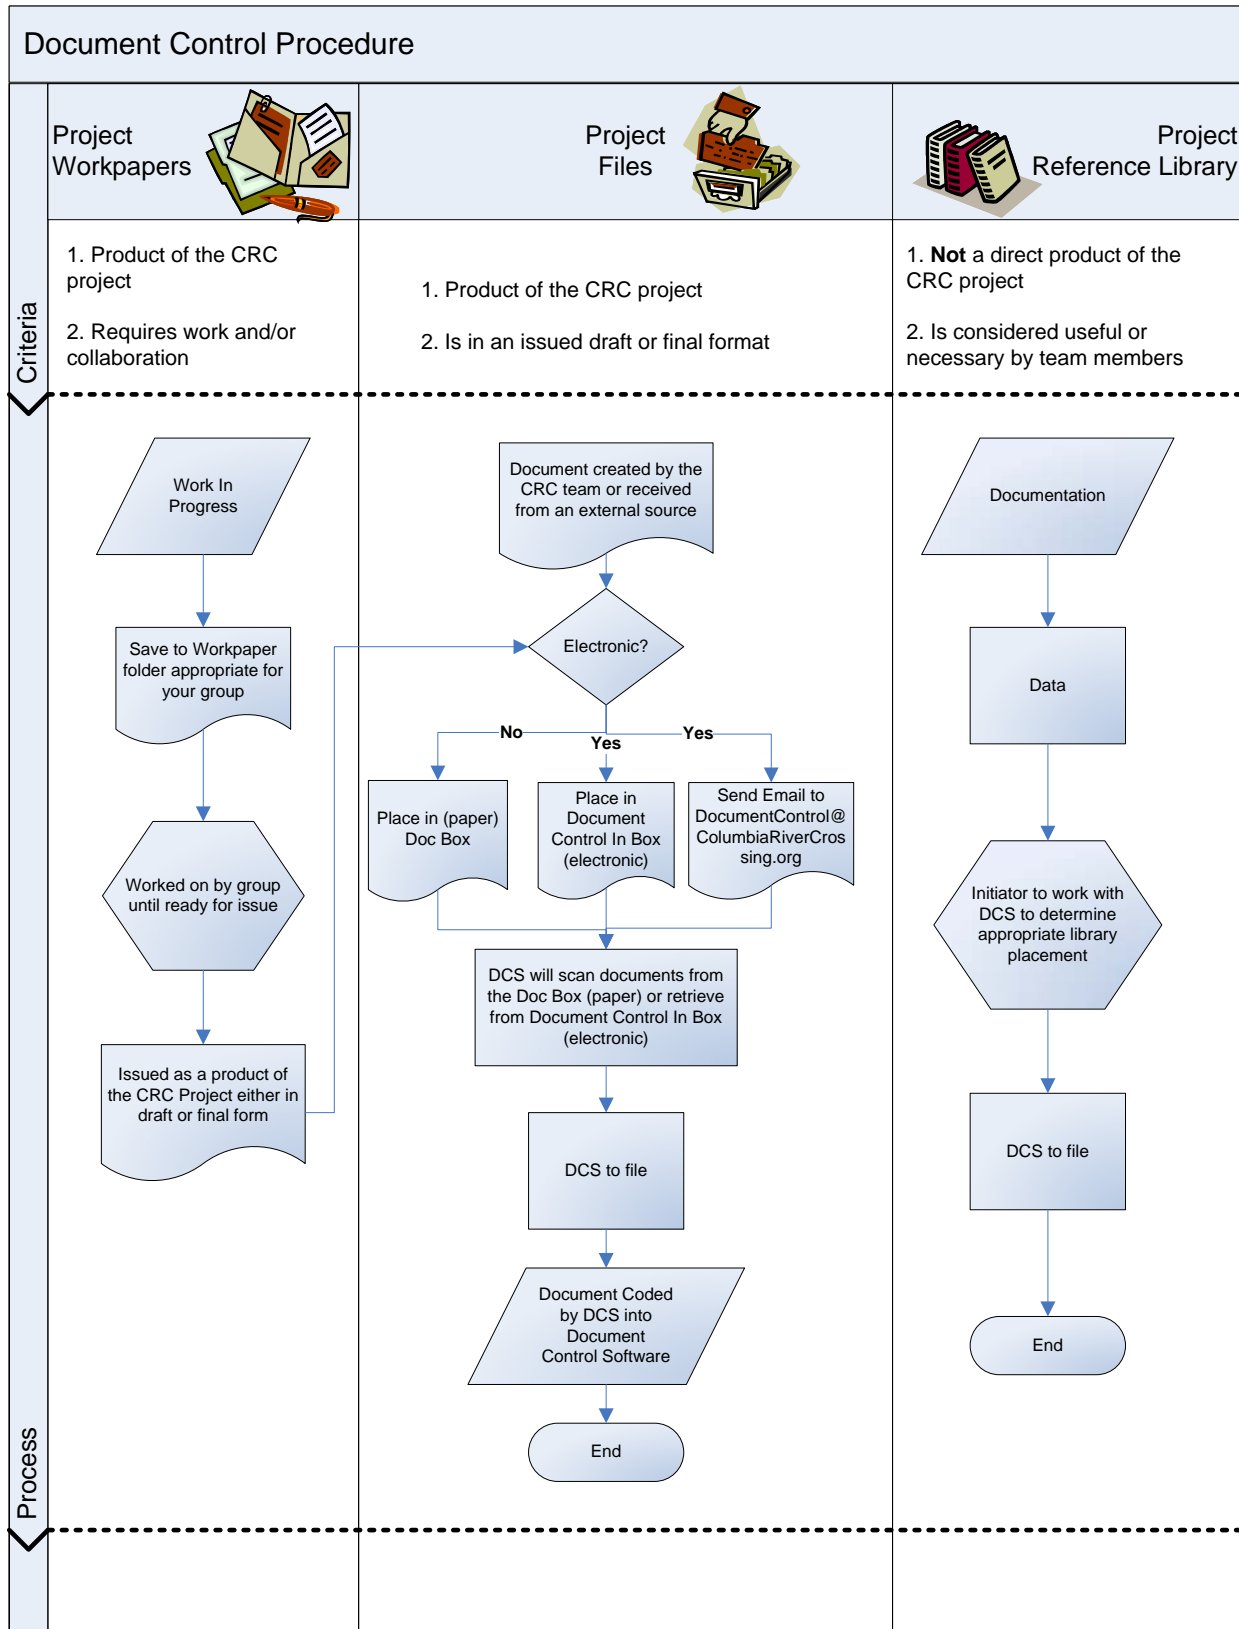 Document Control Procedure
Project
Workpapers
Project
Files
Project
Reference Library
Criteria
1. Product of the CRC
project
2. Requires work and/or
collaboration
1. Product of the CRC project
2. Is in an issued draft or final format
1. Not a direct product of the
CRC project
2. Is considered useful or
necessary by team members
Process
Work In
Progress
Save to Workpaper
folder appropriate for
your group
Worked on by group
until ready for issue
Issued as a product of
the CRC Project either in
draft or final form
Document created by the
CRC team or received
from an external source
Electronic?
No
Yes
Yes
Place in (paper)
Doc Box
Place in
Document
Control In Box
(electronic)
Send Email to
DocumentControl@
ColumbiaRiverCros
sing.org
DCS will scan documents from
the Doc Box (paper) or retrieve
from Document Control In Box
(electronic)
DCS to file
Document Coded
by DCS into
Document
Control Software
End
Documentation
Data
Initiator to work with
DCS to determine
appropriate library
placement
DCS to file
End